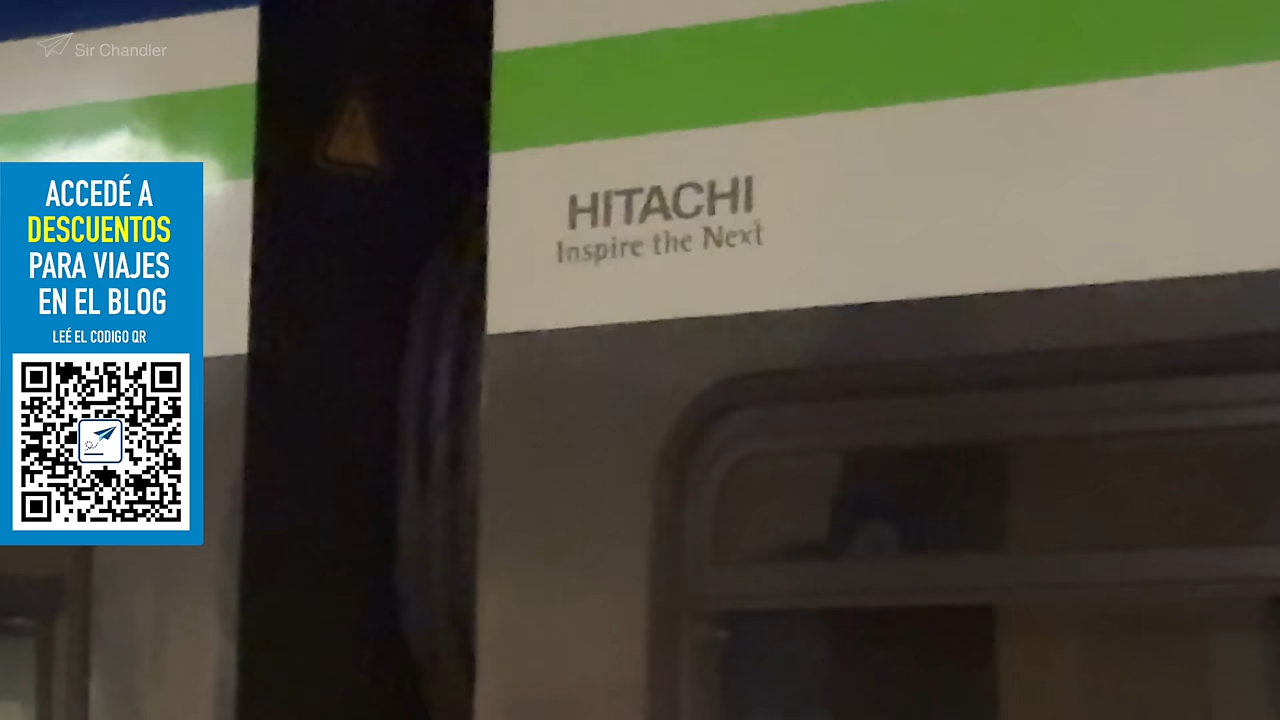 Sir Chandler
ACCEDÉ A
DESCUENTOS
PARA VIAJES
EN EL BLOG
LEÉ EL CODIGO QR
HITACHI
Inspire the Next